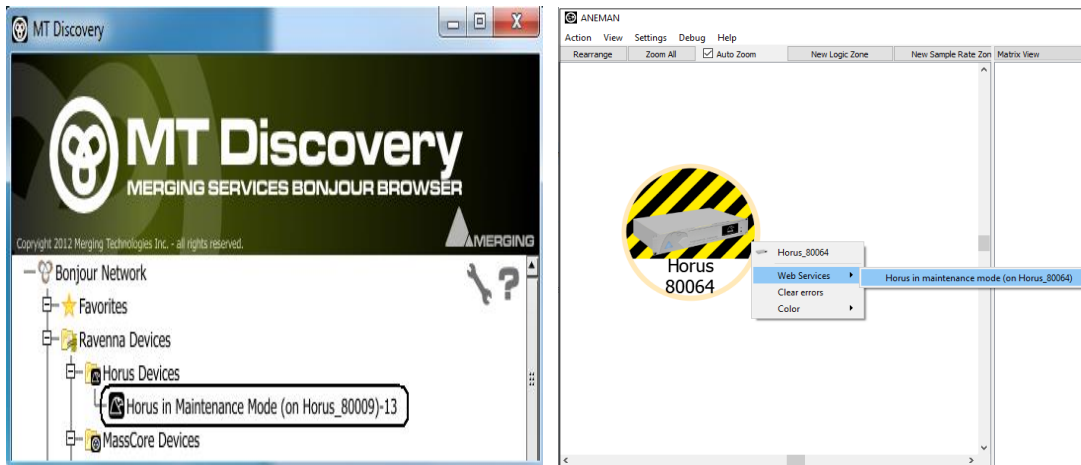 MT Discovery
MT Discovery
MERGING SERVICES BONJOUR BROWSER
Copyright 2012 Merging Technologies Inc. - all rights reserved.
MERGING
Bonjour Network
Favorites
Ravenna Devices
Horus Devices
Horus in Maintenance Mode (on Horus_80009)-13
MassCore Devices
ANEMAN
Action View Settings Debug Help
Rearrange Zoom All Auto Zoom New Logic Zone New Sample Rate Zon Matrix View
Horus
80064
Horus_80064
Web Services
Horus in maintenance mode (on Horus_80064)
Clear errors
Color